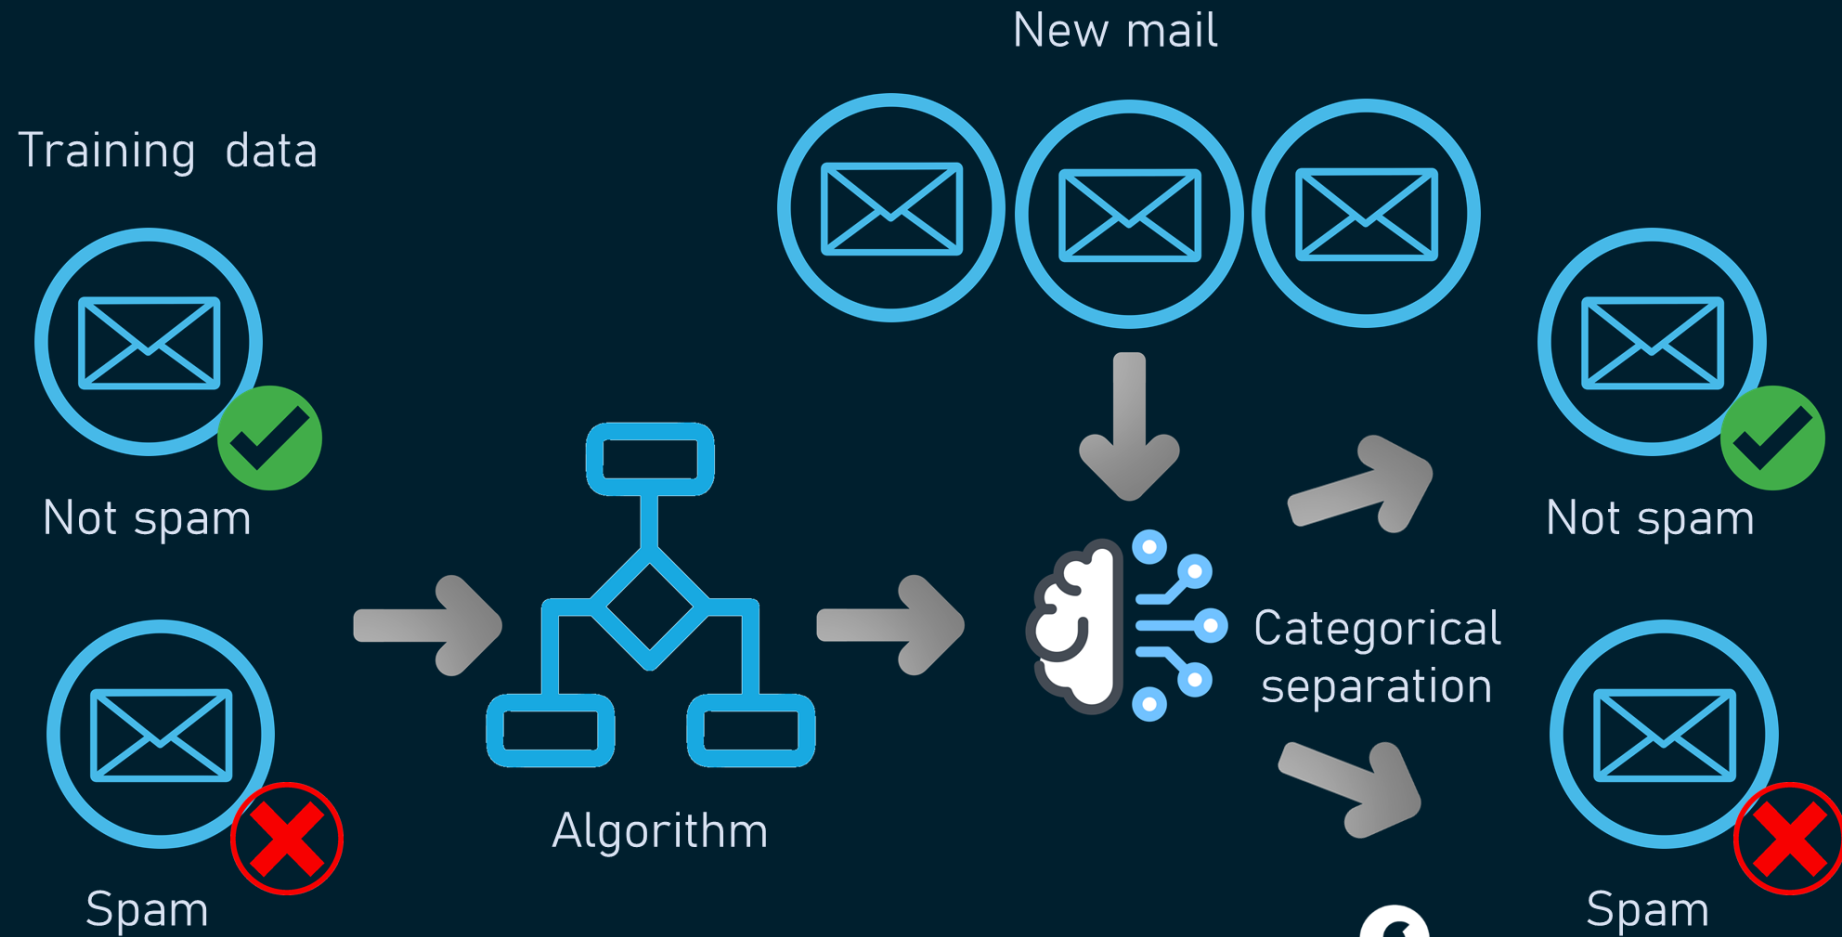 New mail
Training data
Not spam
Not spam
Categorical
separation
Algorithm
Spam
Spam